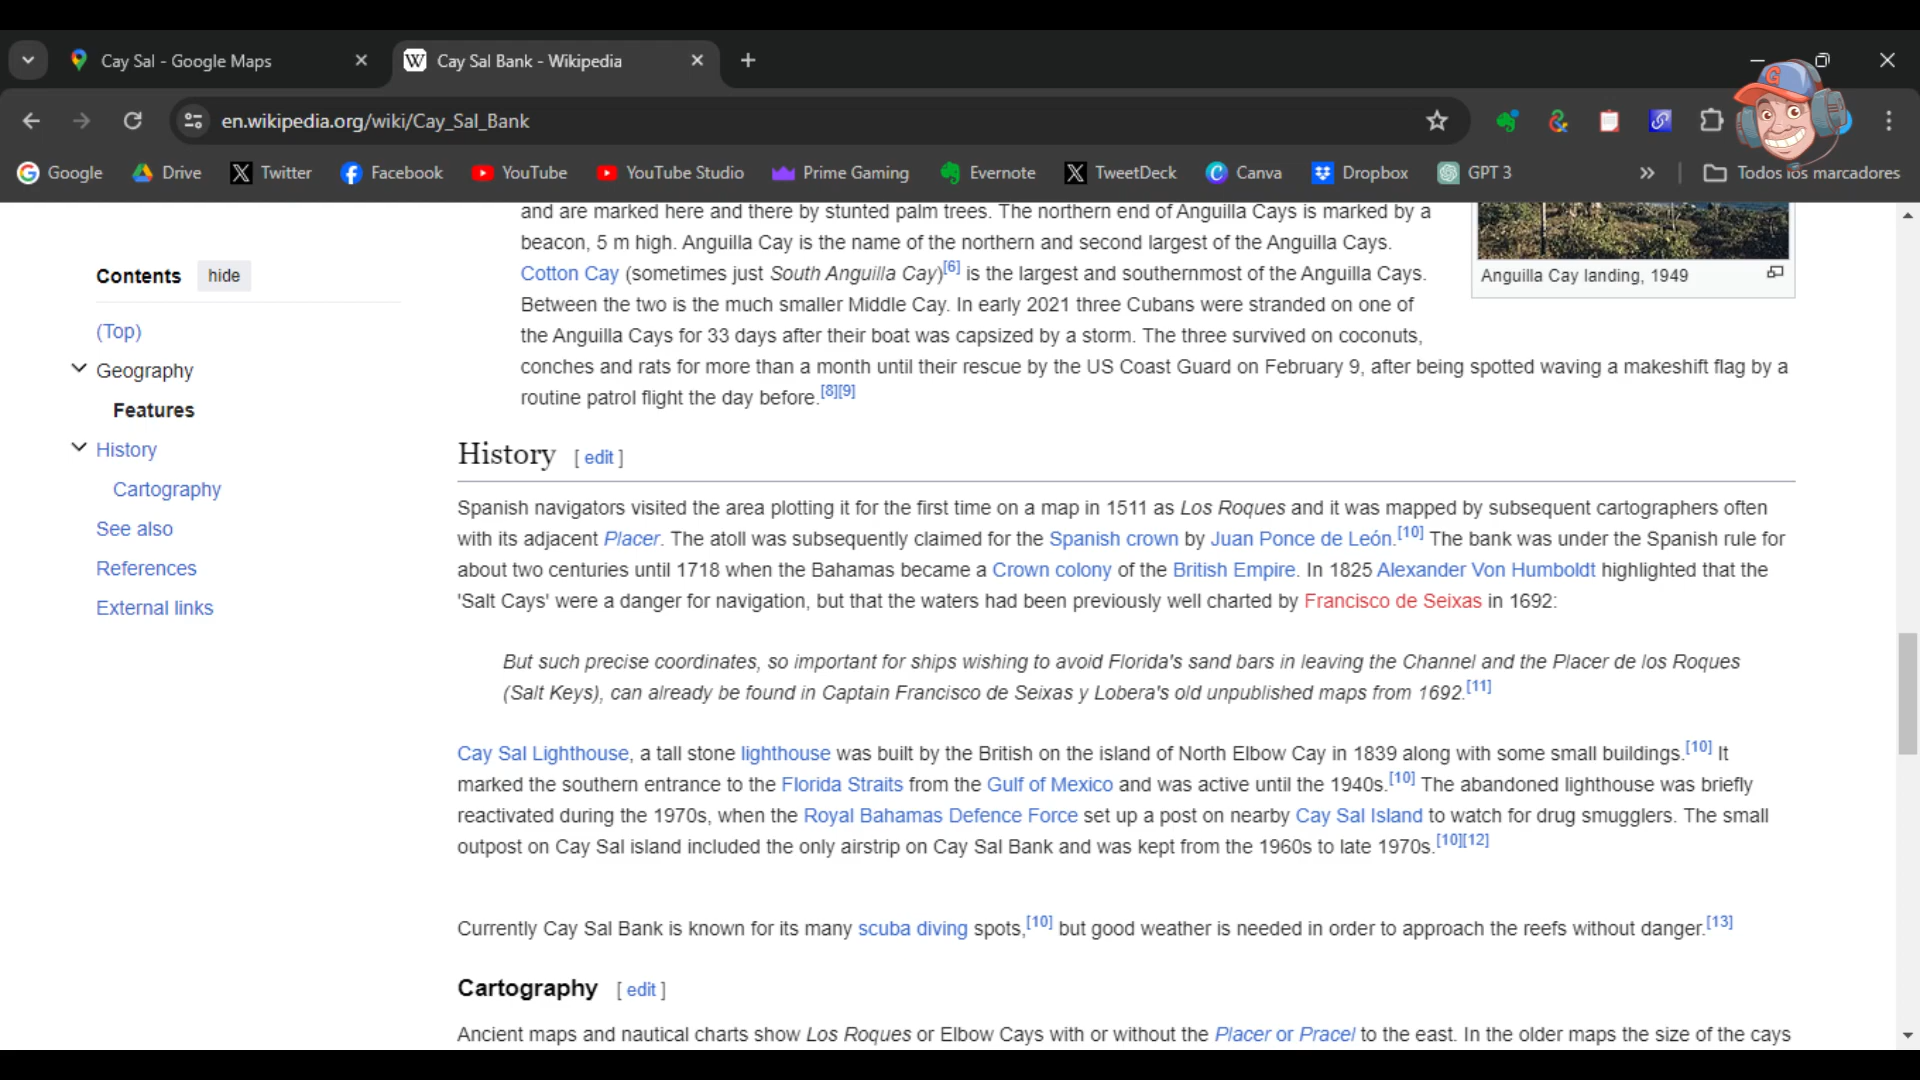 Cay Sal - Google Maps
Cay Sal Bank - Wikipedia
en.wikipedia.org/wiki/Cay_Sal_Bank
Google
Drive
Twitter
Facebook
YouTube
YouTube Studio
Prime Gaming
Evernote
TweetDeck
Canva
Dropbox
GPT 3
Todos los marcadores
Contents
hide
(Top)
Geography
Features
History
Cartography
See also
References
External links
and are marked here and there by stunted palm trees. The northern end of Anguilla Cays is marked by a
beacon, 5 m high. Anguilla Cay is the name of the northern and second largest of the Anguilla Cays.
Cotton Cay (sometimes just South Anguilla Cay)[6] is the largest and southernmost of the Anguilla Cays.
Between the two is the much smaller Middle Cay. In early 2021 three Cubans were stranded on one of
the Anguilla Cays for 33 days after their boat was capsized by a storm. The three survived on coconuts,
conches and rats for more than a month until their rescue by the US Coast Guard on February 9, after being spotted waving a makeshift flag by a
routine patrol flight the day before.[8][9]
Anguilla Cay landing, 1949
History [ edit ]
Spanish navigators visited the area plotting it for the first time on a map in 1511 as Los Roques and it was mapped by subsequent cartographers often
with its adjacent Placer. The atoll was subsequently claimed for the Spanish crown by Juan Ponce de León.[10] The bank was under the Spanish rule for
about two centuries until 1718 when the Bahamas became a Crown colony of the British Empire. In 1825 Alexander Von Humboldt highlighted that the
'Salt Cays' were a danger for navigation, but that the waters had been previously well charted by Francisco de Seixas in 1692:
But such precise coordinates, so important for ships wishing to avoid Florida's sand bars in leaving the Channel and the Placer de los Roques
(Salt Keys), can already be found in Captain Francisco de Seixas y Lobera's old unpublished maps from 1692.[11]
Cay Sal Lighthouse, a tall stone lighthouse was built by the British on the island of North Elbow Cay in 1839 along with some small buildings.[10] It
marked the southern entrance to the Florida Straits from the Gulf of Mexico and was active until the 1940s.[10] The abandoned lighthouse was briefly
reactivated during the 1970s, when the Royal Bahamas Defence Force set up a post on nearby Cay Sal Island to watch for drug smugglers. The small
outpost on Cay Sal island included the only airstrip on Cay Sal Bank and was kept from the 1960s to late 1970s.[10][12]
Currently Cay Sal Bank is known for its many scuba diving spots,[10] but good weather is needed in order to approach the reefs without danger.[13]
Cartography [ edit ]
Ancient maps and nautical charts show Los Roques or Elbow Cays with or without the Placer or Pracel to the east. In the older maps the size of the cays